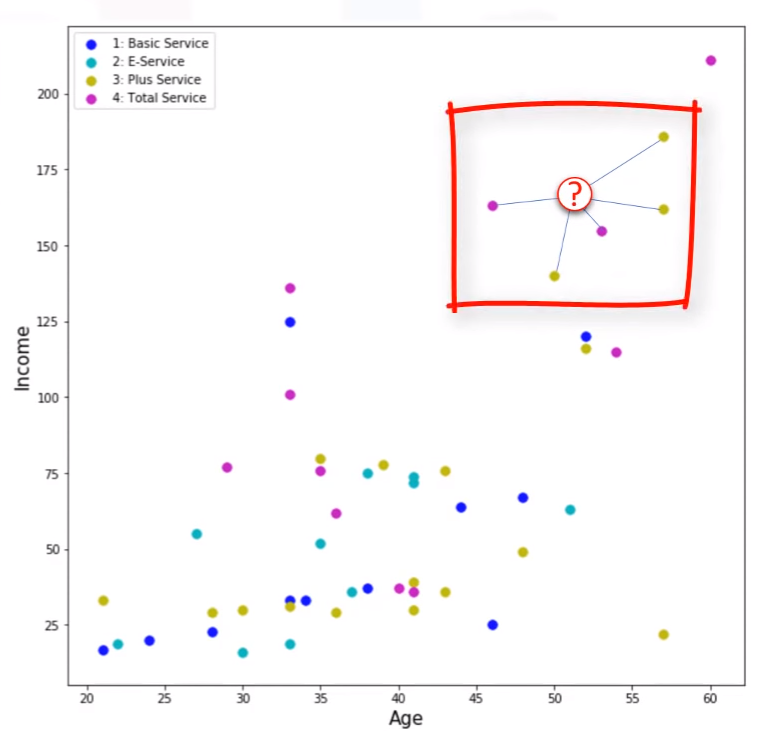 1: Basic Service
2: E-Service
3: Plus Service
4: Total Service
?
200
175
150
125
100
75
50
25
Income
20 25 30 35 40 45 50 55 60
Age